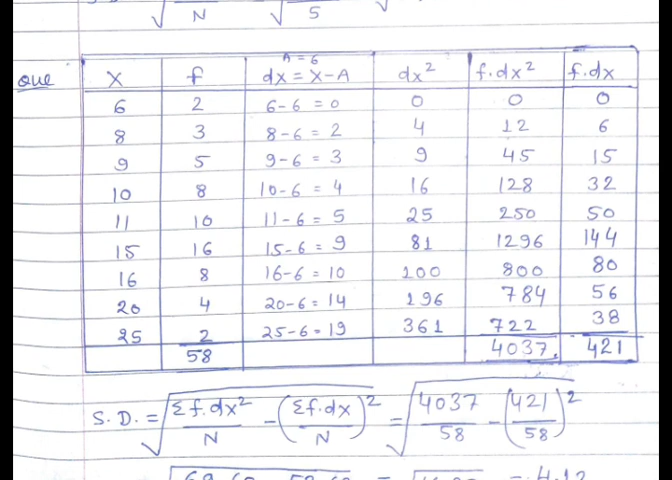 √ N √ 5 √
A = 6
que X f dx = X-A dx² f.dx² f.dx
6 2 6-6 = 0 0 0 0
8 3 8-6 = 2 4 12 6
9 5 9-6 = 3 9 45 15
10 8 10-6 = 4 16 128 32
11 10 11-6 = 5 25 250 50
15 16 15-6 = 9 81 1296 144
16 8 16-6 = 10 100 800 80
20 4 20-6 = 14 196 784 56
25 2 25-6 = 19 361 722 38
58 4037 421
S.D. = √(Σf.dx²/N - (Σf.dx/N)²) = √(4037/58 - (421/58)²)
= 4.12